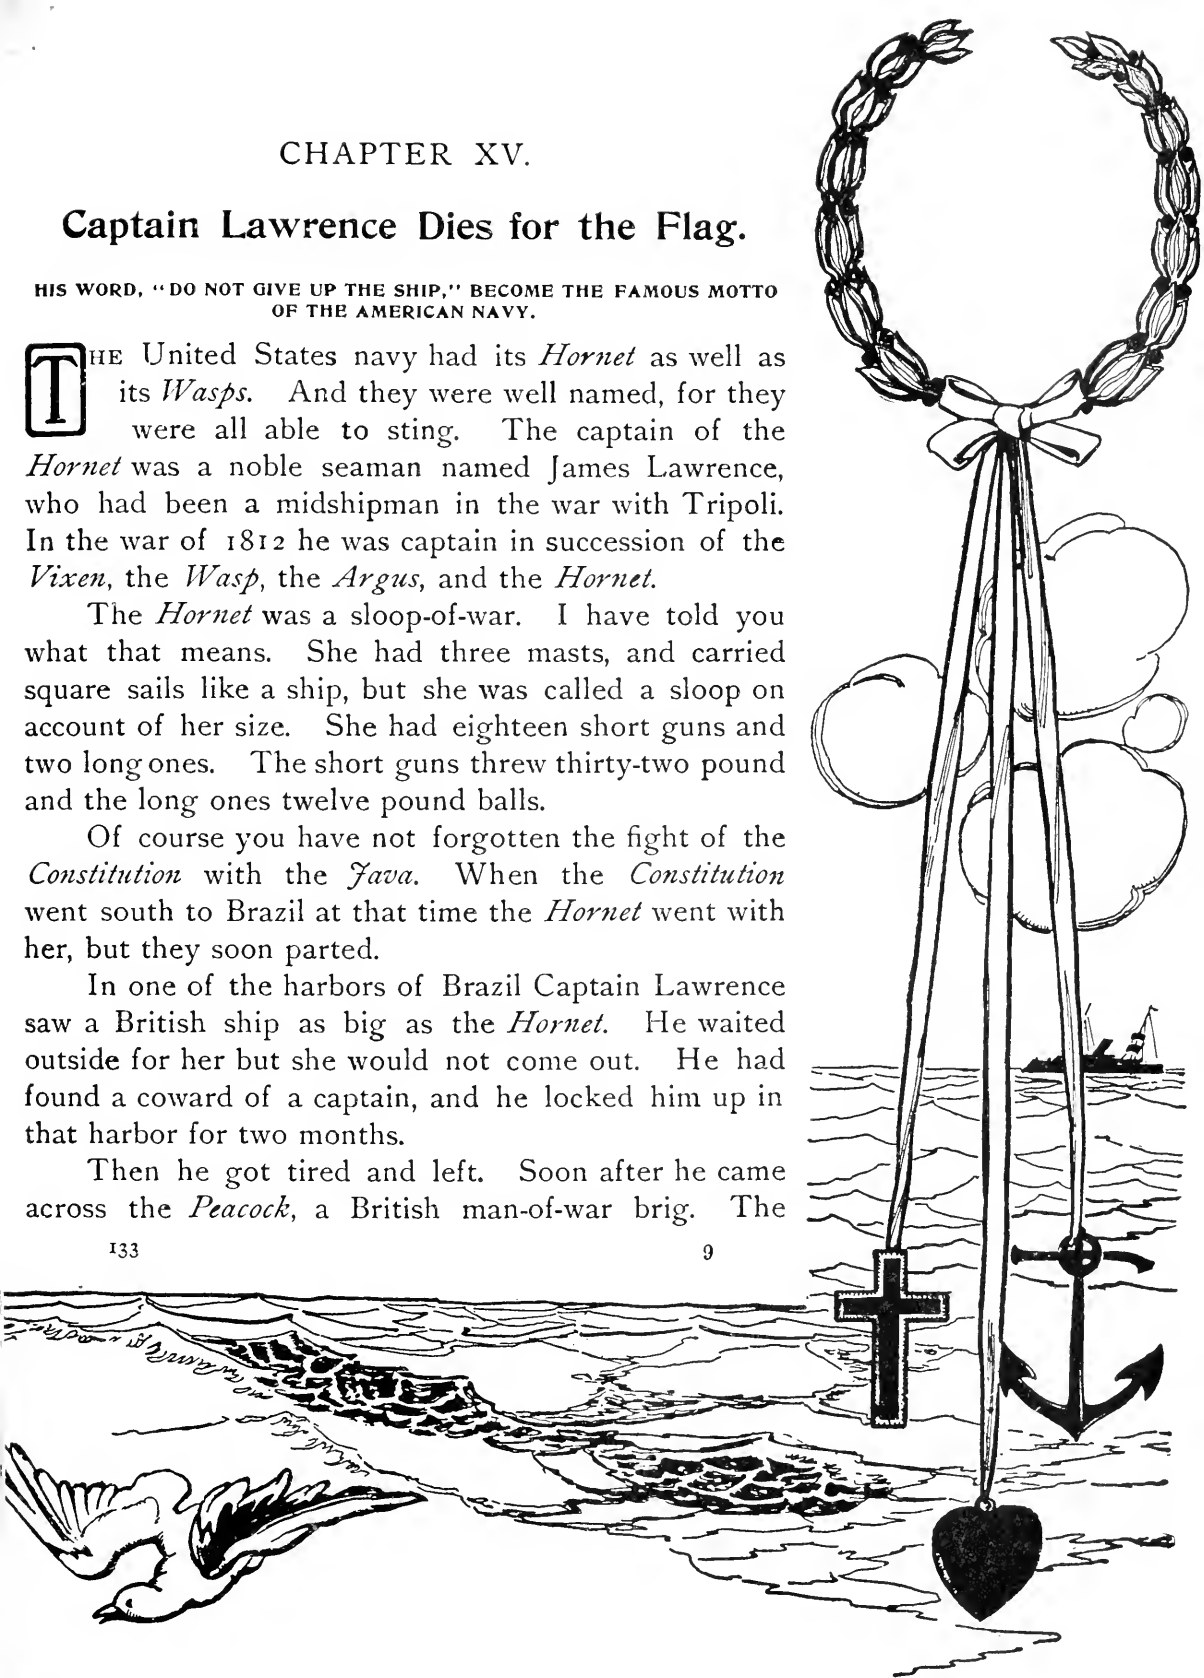 CHAPTER XV.
Captain Lawrence Dies for the Flag.
HIS WORD, "DO NOT GIVE UP THE SHIP," BECOME THE FAMOUS MOTTO
OF THE AMERICAN NAVY.
THE United States navy had its Hornet as well as
its Wasps. And they were well named, for they
were all able to sting. The captain of the
Hornet was a noble seaman named James Lawrence,
who had been a midshipman in the war with Tripoli.
In the war of 1812 he was captain in succession of the
Vixen, the Wasp, the Argus, and the Hornet.
The Hornet was a sloop-of-war. I have told you
what that means. She had three masts, and carried
square sails like a ship, but she was called a sloop on
account of her size. She had eighteen short guns and
two long ones. The short guns threw thirty-two pound
and the long ones twelve pound balls.
Of course you have not forgotten the fight of the
Constitution with the Java. When the Constitution
went south to Brazil at that time the Hornet went with
her, but they soon parted.
In one of the harbors of Brazil Captain Lawrence
saw a British ship as big as the Hornet. He waited
outside for her but she would not come out. He had
found a coward of a captain, and he locked him up in
that harbor for two months.
Then he got tired and left. Soon after he came
across the Peacock, a British man-of-war brig. The
133 9